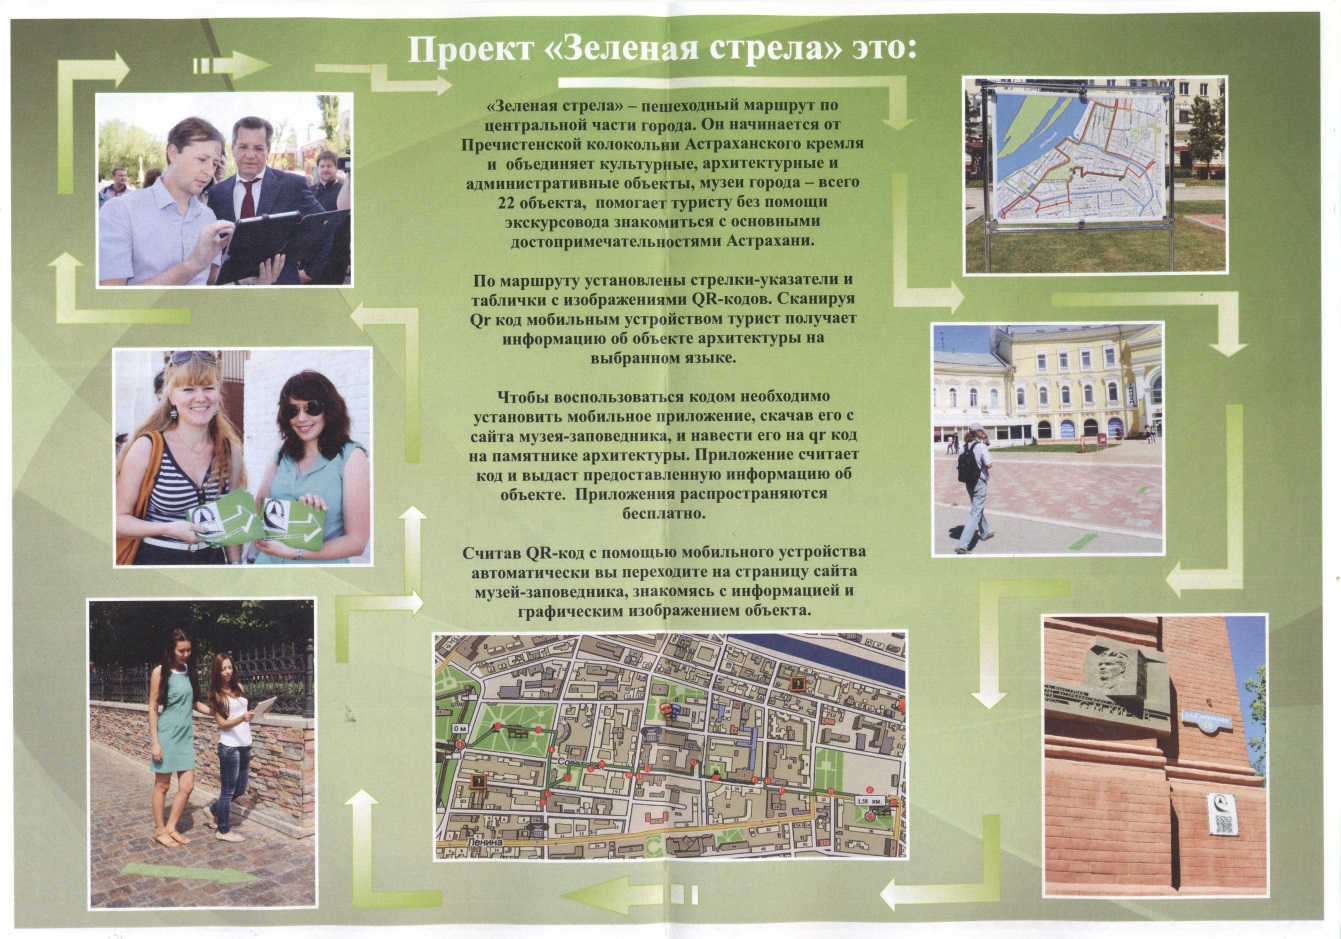 Проект «Зеленая стрела» это:
«Зеленая стрела» – пешеходный маршрут по
центральной части города. Он начинается от
Пречистенской колокольни Астраханского кремля
и объединяет культурные, архитектурные и
административные объекты, музеи города – всего
22 объекта, помогает туристу без помощи
экскурсовода знакомиться с основными
достопримечательностями Астрахани.
По маршруту установлены стрелки-указатели и
таблички с изображениями QR-кодов. Сканируя
Qr код мобильным устройством турист получает
информацию об объекте архитектуры на
выбранном языке.
Чтобы воспользоваться кодом необходимо
установить мобильное приложение, скачав его с
сайта музея-заповедника, и навести его на qr код
на памятнике архитектуры. Приложение считает
код и выдаст предоставленную информацию об
объекте. Приложения распространяются
бесплатно.
Считав QR-код с помощью мобильного устройства
автоматически вы переходите на страницу сайта
музей-заповедника, знакомясь с информацией и
графическим изображением объекта.
0 м
Ленина